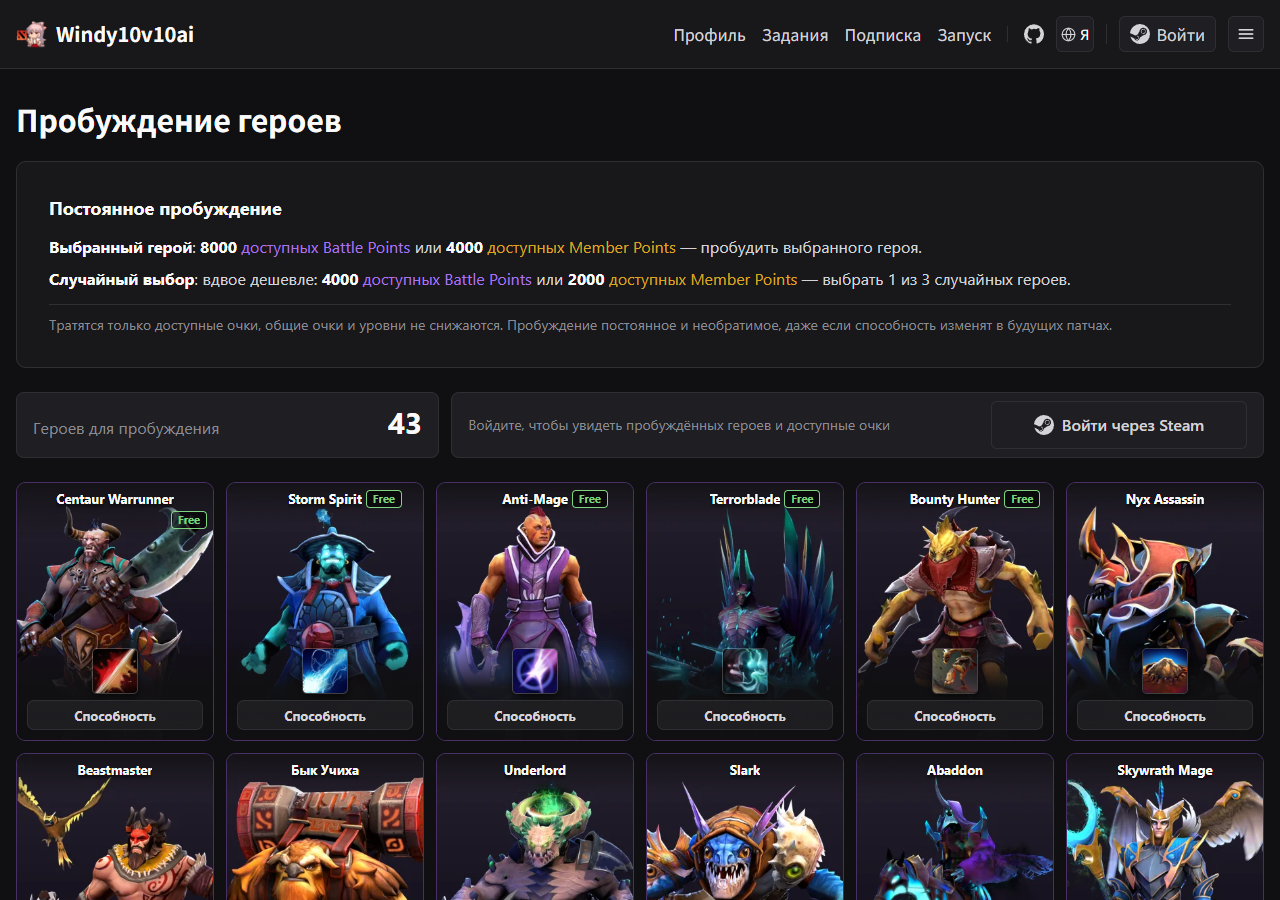 Windy10v10ai
Профиль Задания Подписка Запуск Я Войти
Пробуждение героев
Постоянное пробуждение
Выбранный герой: 8000 доступных Battle Points или 4000 доступных Member Points — пробудить выбранного героя.
Случайный выбор: вдвое дешевле: 4000 доступных Battle Points или 2000 доступных Member Points — выбрать 1 из 3 случайных героев.
Тратятся только доступные очки, общие очки и уровни не снижаются. Пробуждение постоянное и необратимое, даже если способность изменят в будущих патчах.
Героев для пробуждения 43
Войдите, чтобы увидеть пробуждённых героев и доступные очки
Войти через Steam
Centaur Warrunner
Free
Способность
Storm Spirit Free
Способность
Anti-Mage Free
Способность
Terrorblade Free
Способность
Bounty Hunter Free
Способность
Nyx Assassin
Способность
Beastmaster
Бык Учиха
Underlord
Slark
Abaddon
Skywrath Mage